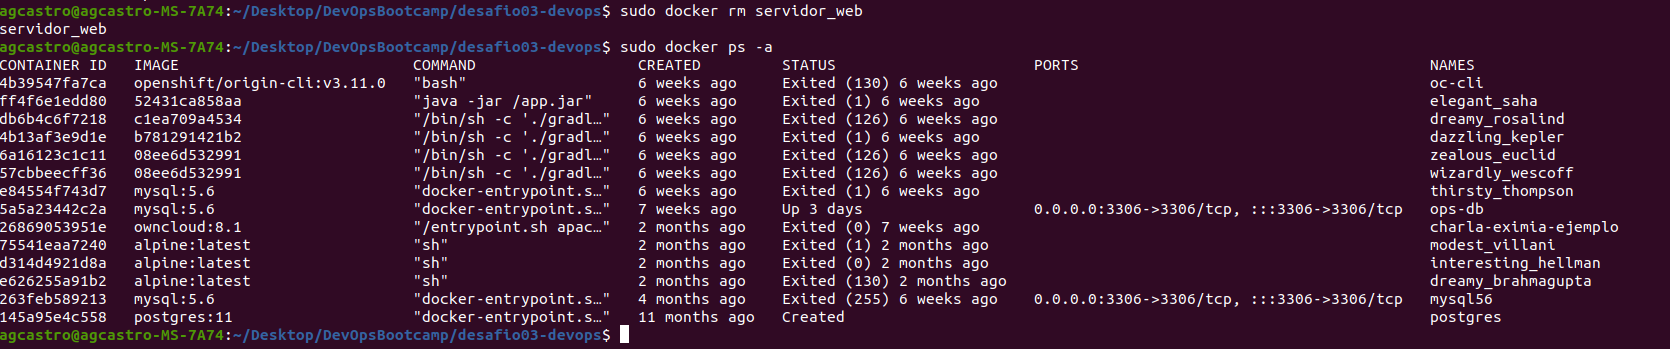 agcastro@agcastro-MS-7A74:~/Desktop/DevOpsBootcamp/desafio03-devops$ sudo docker rm servidor_web
servidor_web
agcastro@agcastro-MS-7A74:~/Desktop/DevOpsBootcamp/desafio03-devops$ sudo docker ps -a
CONTAINER ID   IMAGE                          COMMAND                  CREATED         STATUS                      PORTS                                       NAMES
4b39547fa7ca   openshift/origin-cli:v3.11.0   "bash"                   6 weeks ago     Exited (130) 6 weeks ago                                                oc-cli
ff4f6e1edd80   52431ca858aa                   "java -jar /app.jar"     6 weeks ago     Exited (1) 6 weeks ago                                                  elegant_saha
db6b4c6f7218   c1ea709a4534                   "/bin/sh -c './gradl…"   6 weeks ago     Exited (126) 6 weeks ago                                                dreamy_rosalind
4b13af3e9d1e   b781291421b2                   "/bin/sh -c './gradl…"   6 weeks ago     Exited (1) 6 weeks ago                                                  dazzling_kepler
6a16123c1c11   08ee6d532991                   "/bin/sh -c './gradl…"   6 weeks ago     Exited (126) 6 weeks ago                                                zealous_euclid
57cbbeecff36   08ee6d532991                   "/bin/sh -c './gradl…"   6 weeks ago     Exited (126) 6 weeks ago                                                wizardly_wescoff
e84554f743d7   mysql:5.6                      "docker-entrypoint.s…"   6 weeks ago     Exited (1) 6 weeks ago                                                  thirsty_thompson
5a5a23442c2a   mysql:5.6                      "docker-entrypoint.s…"   7 weeks ago     Up 3 days                   0.0.0.0:3306->3306/tcp, :::3306->3306/tcp   ops-db
26869053951e   owncloud:8.1                   "/entrypoint.sh apac…"   2 months ago    Exited (0) 7 weeks ago                                                  charla-eximia-ejemplo
75541eaa7240   alpine:latest                  "sh"                     2 months ago    Exited (1) 2 months ago                                                 modest_villani
d314d4921d8a   alpine:latest                  "sh"                     2 months ago    Exited (0) 2 months ago                                                 interesting_hellman
e626255a91b2   alpine:latest                  "sh"                     2 months ago    Exited (130) 2 months ago                                               dreamy_brahmagupta
263feb589213   mysql:5.6                      "docker-entrypoint.s…"   4 months ago    Exited (255) 6 weeks ago    0.0.0.0:3306->3306/tcp, :::3306->3306/tcp   mysql56
145a95e4c558   postgres:11                    "docker-entrypoint.s…"   11 months ago   Created                                                                 postgres
agcastro@agcastro-MS-7A74:~/Desktop/DevOpsBootcamp/desafio03-devops$